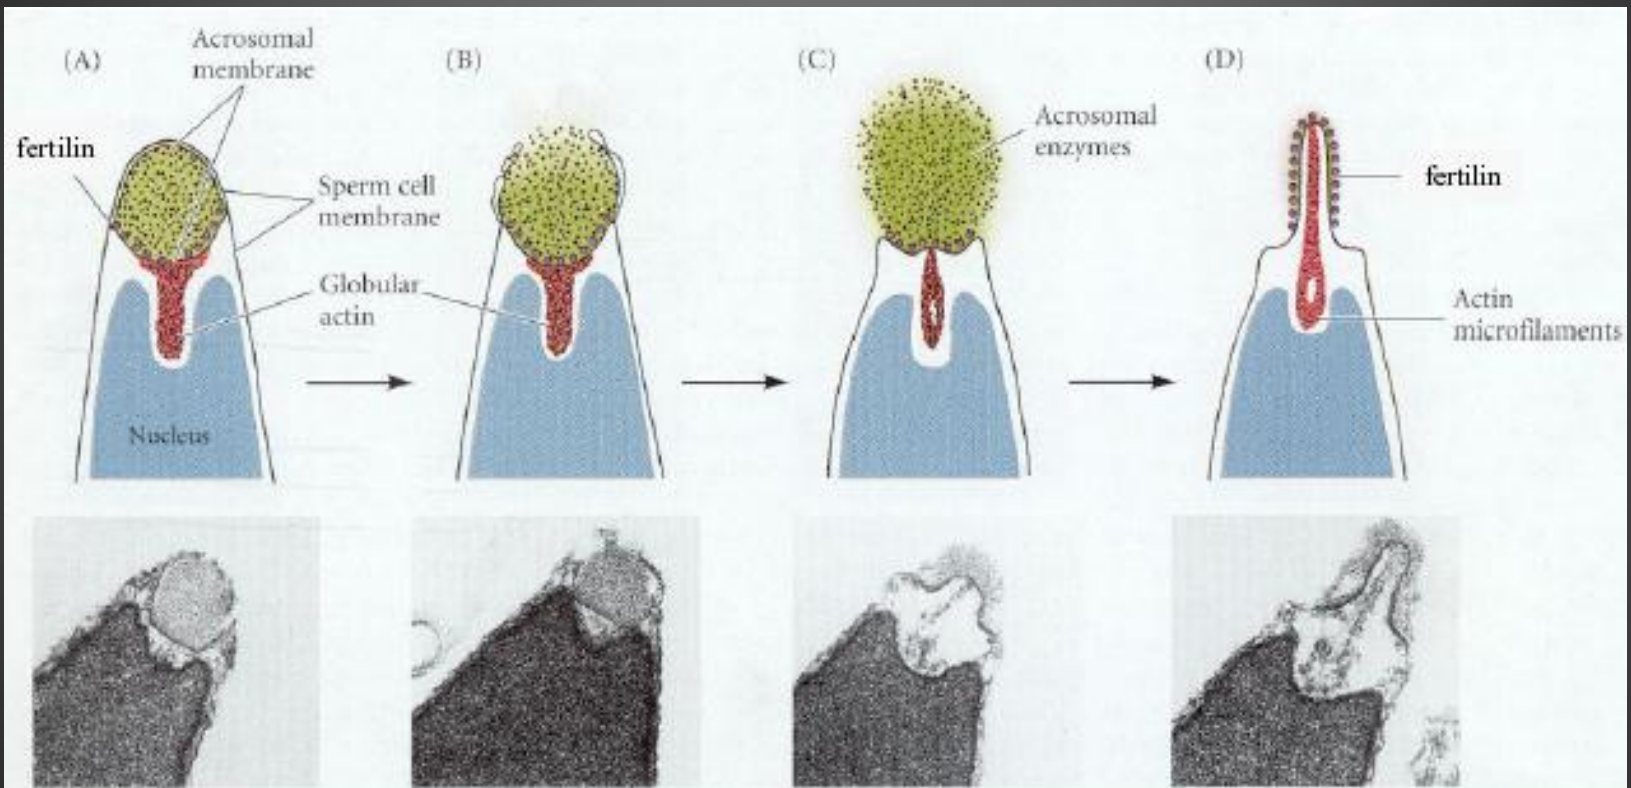 (A)
Acrosomal
membrane
fertilin
Sperm cell
membrane
Globular
actin
Nucleus
(B)
(C)
Acrosomal
enzymes
(D)
fertilin
Actin
microfilaments